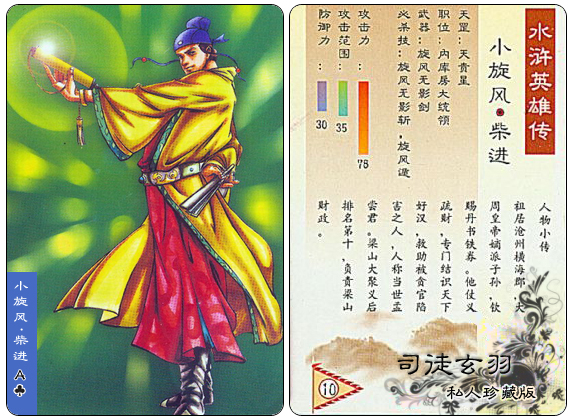 小旋风·柴进
A♣
水浒英雄传
小旋风·柴进
天罡:天贵星
职位:内库房大统领
武器:旋风无影剑
必杀技:旋风无影斩,旋风遁
攻击力:
76
攻击范围:
35
防御力:
30
人物小传
祖居沧州横海郡,大
周皇帝嫡派子孙,钦
赐丹书铁券。他仗义
疏财,专门结识天下
好汉,救助被贪官陷
害之人,人称当世孟
尝君。梁山大聚义后
排名第十,负责梁山
财政。
10
司徒玄羽
私人珍藏版